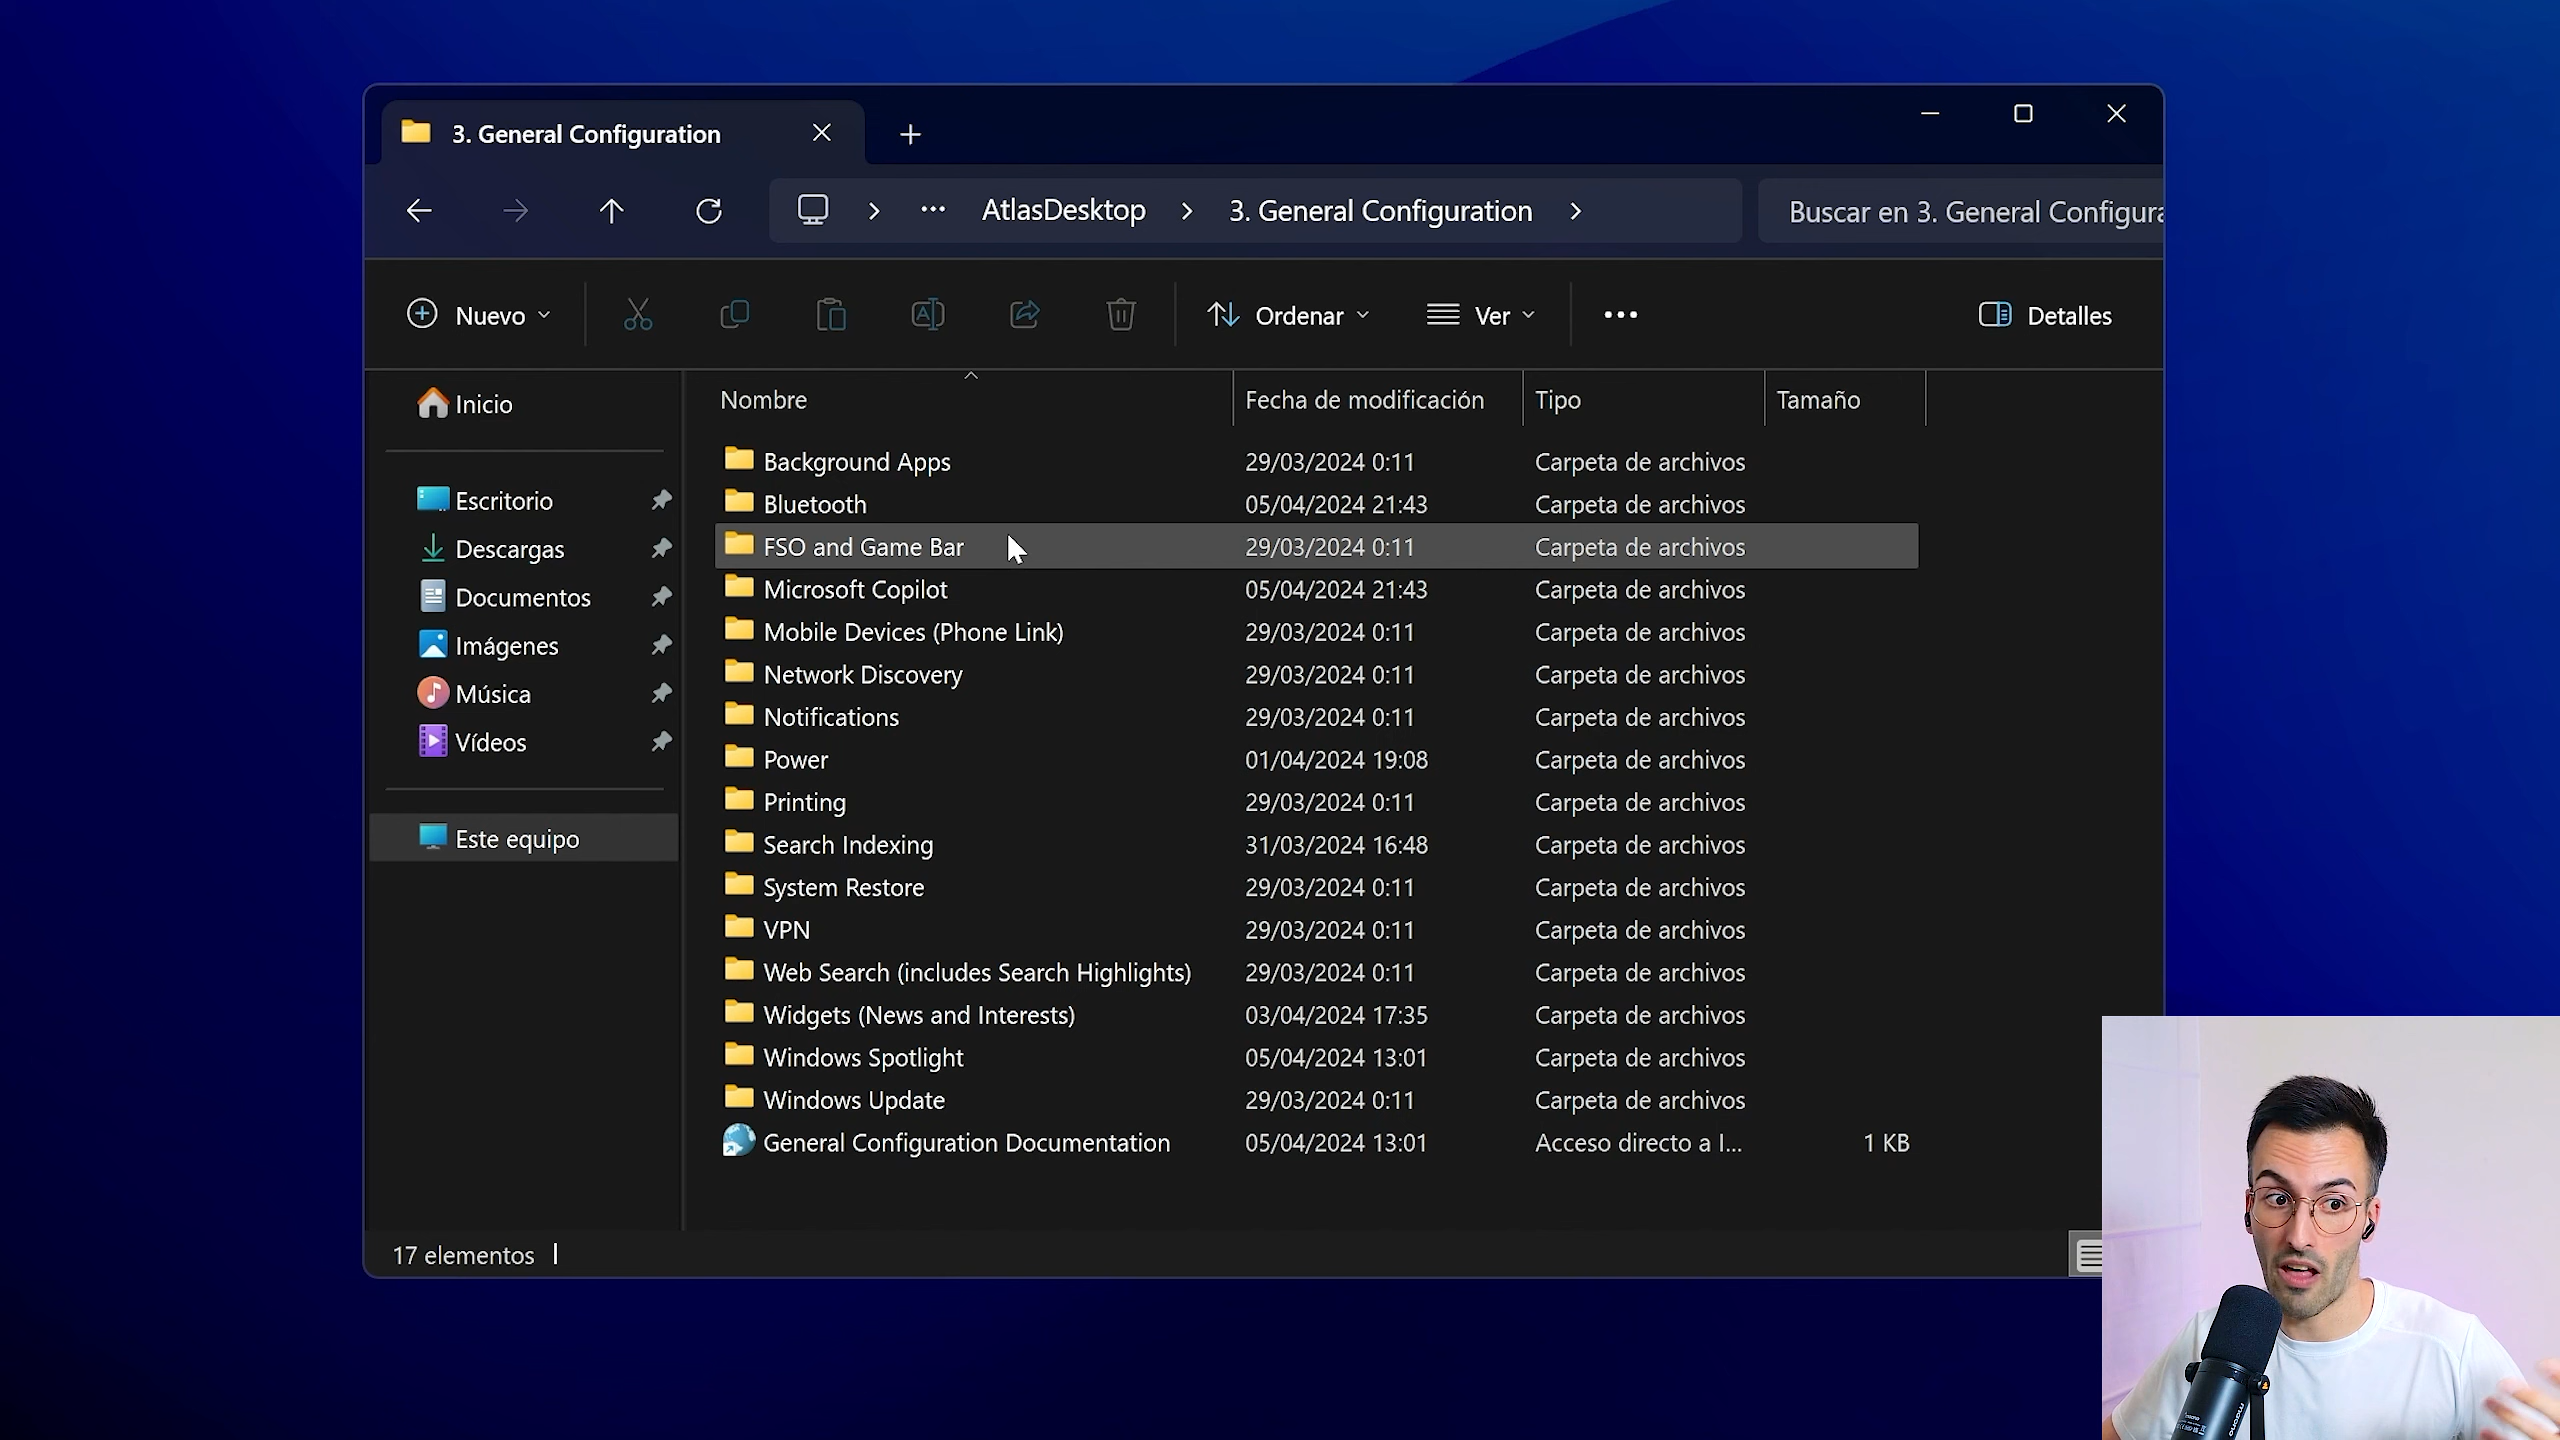 3. General Configuration
AtlasDesktop > 3. General Configuration >
Buscar en 3. General Configura
Nuevo
Ordenar
Ver
Detalles
Inicio
Escritorio
Descargas
Documentos
Imágenes
Música
Vídeos
Este equipo
Nombre Fecha de modificación Tipo Tamaño
Background Apps 29/03/2024 0:11 Carpeta de archivos
Bluetooth 05/04/2024 21:43 Carpeta de archivos
FSO and Game Bar 29/03/2024 0:11 Carpeta de archivos
Microsoft Copilot 05/04/2024 21:43 Carpeta de archivos
Mobile Devices (Phone Link) 29/03/2024 0:11 Carpeta de archivos
Network Discovery 29/03/2024 0:11 Carpeta de archivos
Notifications 29/03/2024 0:11 Carpeta de archivos
Power 01/04/2024 19:08 Carpeta de archivos
Printing 29/03/2024 0:11 Carpeta de archivos
Search Indexing 31/03/2024 16:48 Carpeta de archivos
System Restore 29/03/2024 0:11 Carpeta de archivos
VPN 29/03/2024 0:11 Carpeta de archivos
Web Search (includes Search Highlights) 29/03/2024 0:11 Carpeta de archivos
Widgets (News and Interests) 03/04/2024 17:35 Carpeta de archivos
Windows Spotlight 05/04/2024 13:01 Carpeta de archivos
Windows Update 29/03/2024 0:11 Carpeta de archivos
General Configuration Documentation 05/04/2024 13:01 Acceso directo a I... 1 KB
17 elementos
maono